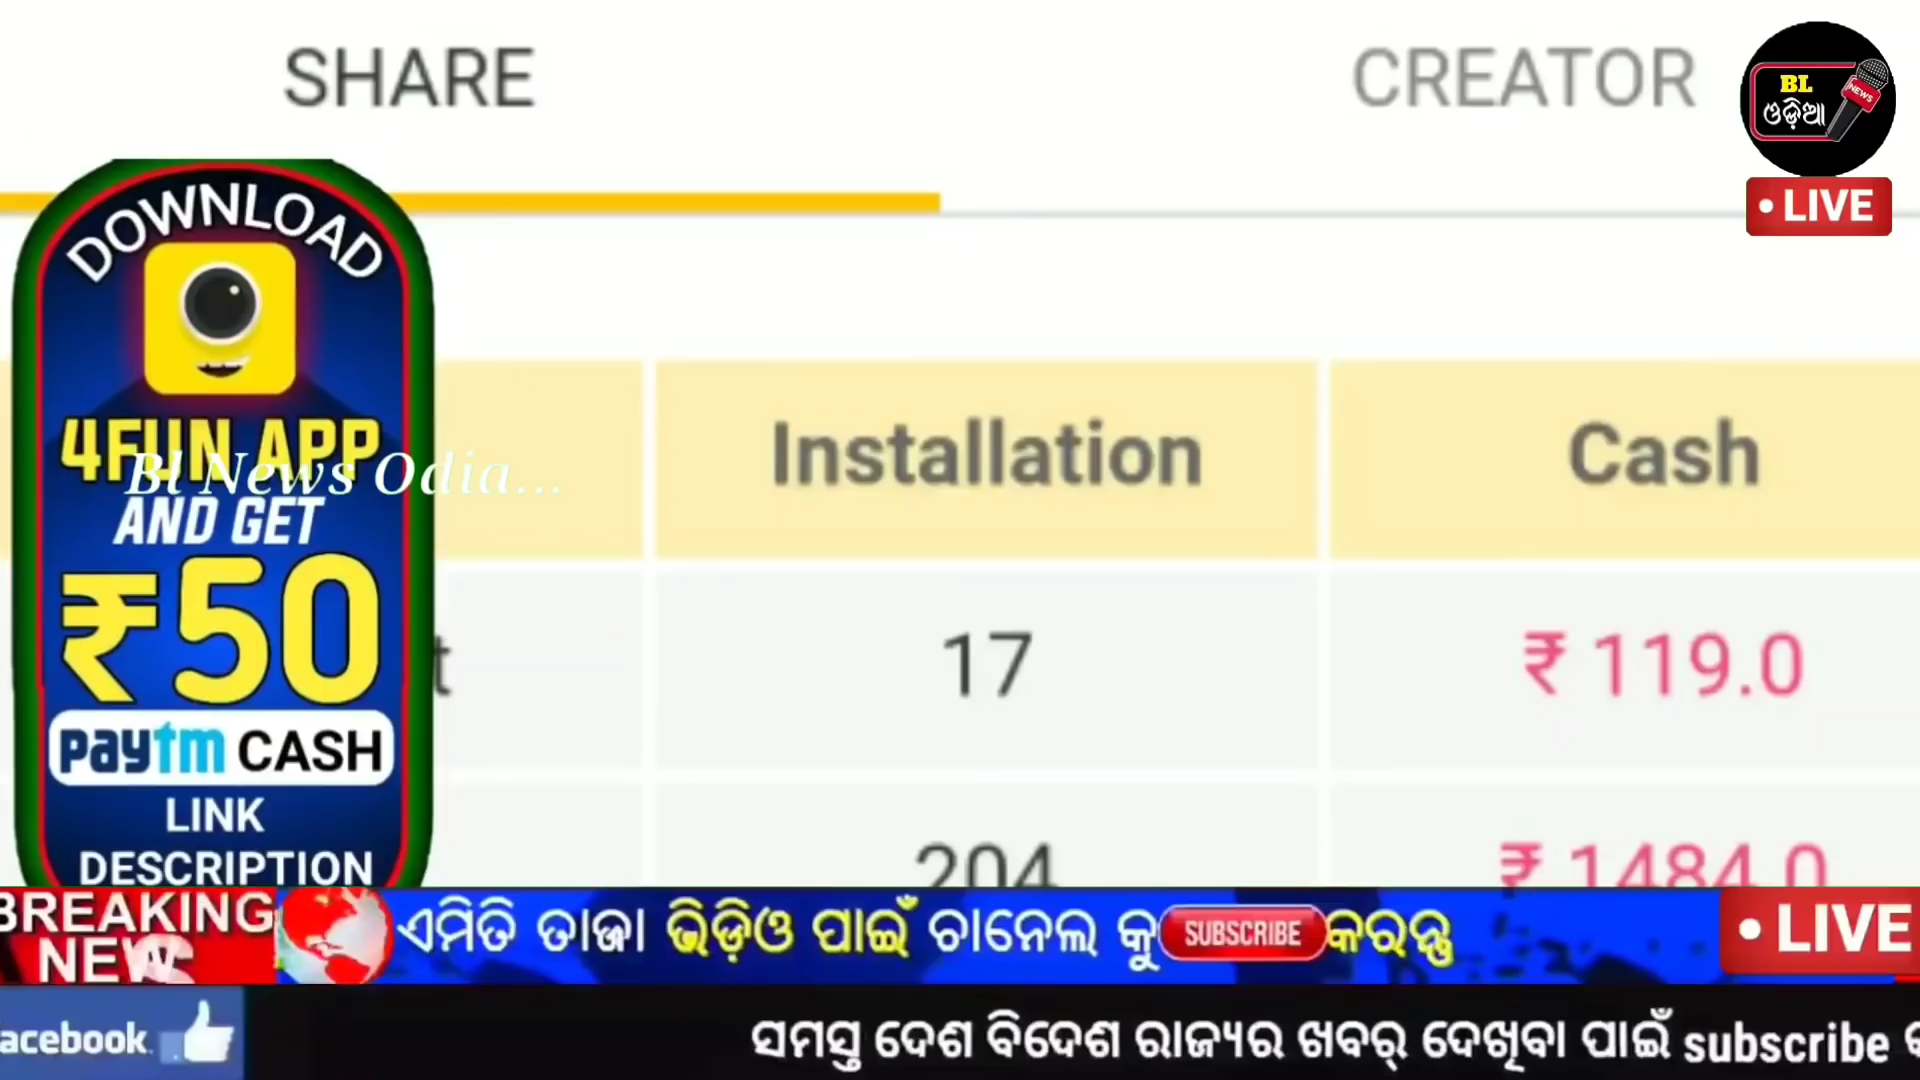 SHARE
CREATOR
BL
NEWS
ଓଡ଼ିଆ
• LIVE
DOWNLOAD
4FUN APP
Bl News Odia...
AND GET
₹50
paytm CASH
LINK
DESCRIPTION
Installation
Cash
t
17
₹ 119.0
204
₹ 1484.0
BREAKING
NEWS
ଏମିତି ତାଜା ଭିଡ଼ିଓ ପାଇଁ ଚାନେଲ କୁ SUBSCRIBE କରନ୍ତୁ
• LIVE
acebook
ସମସ୍ତ ଦେଶ ବିଦେଶ ରାଜ୍ୟର ଖବର୍ ଦେଖିବା ପାଇଁ subscribe